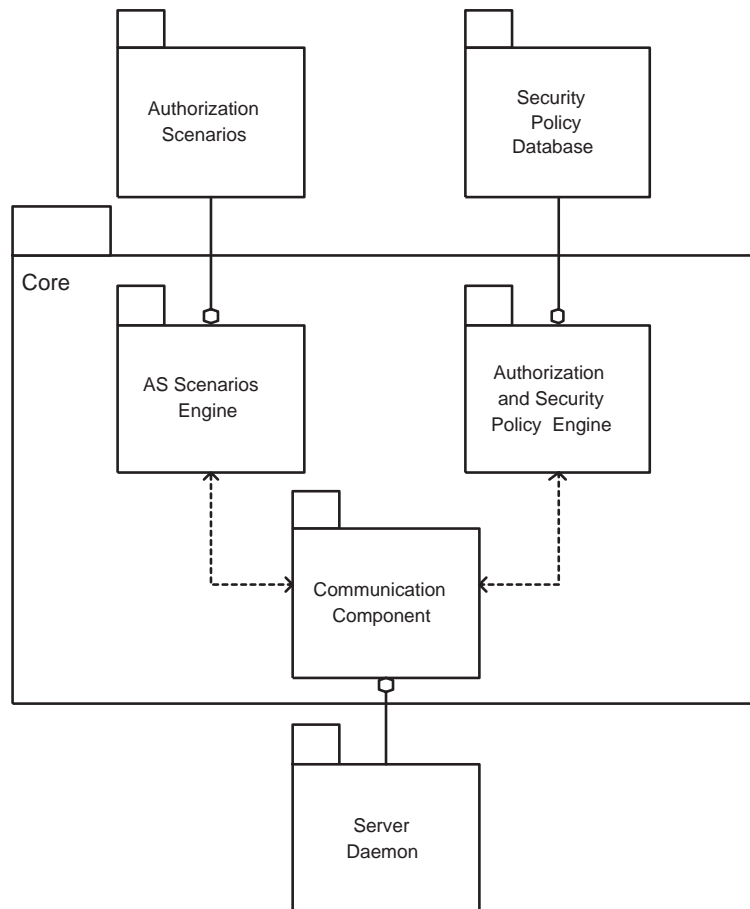 Authorization
Scenarios
Security
Policy
Database
Core
AS Scenarios
Engine
Authorization
and Security
Policy Engine
Communication
Component
Server
Daemon